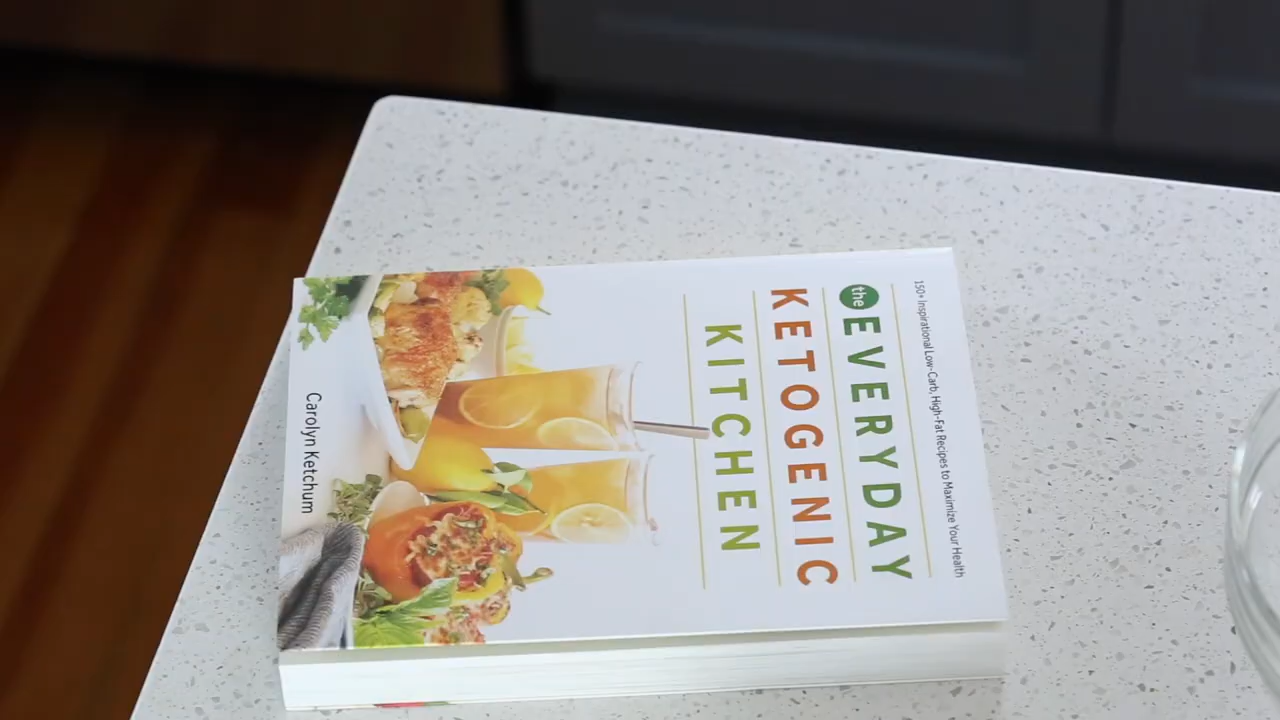 150+ Inspirational Low-Carb, High-Fat Recipes to Maximize Your Health
the EVERYDAY
KETOGENIC
KITCHEN
Carolyn Ketchum